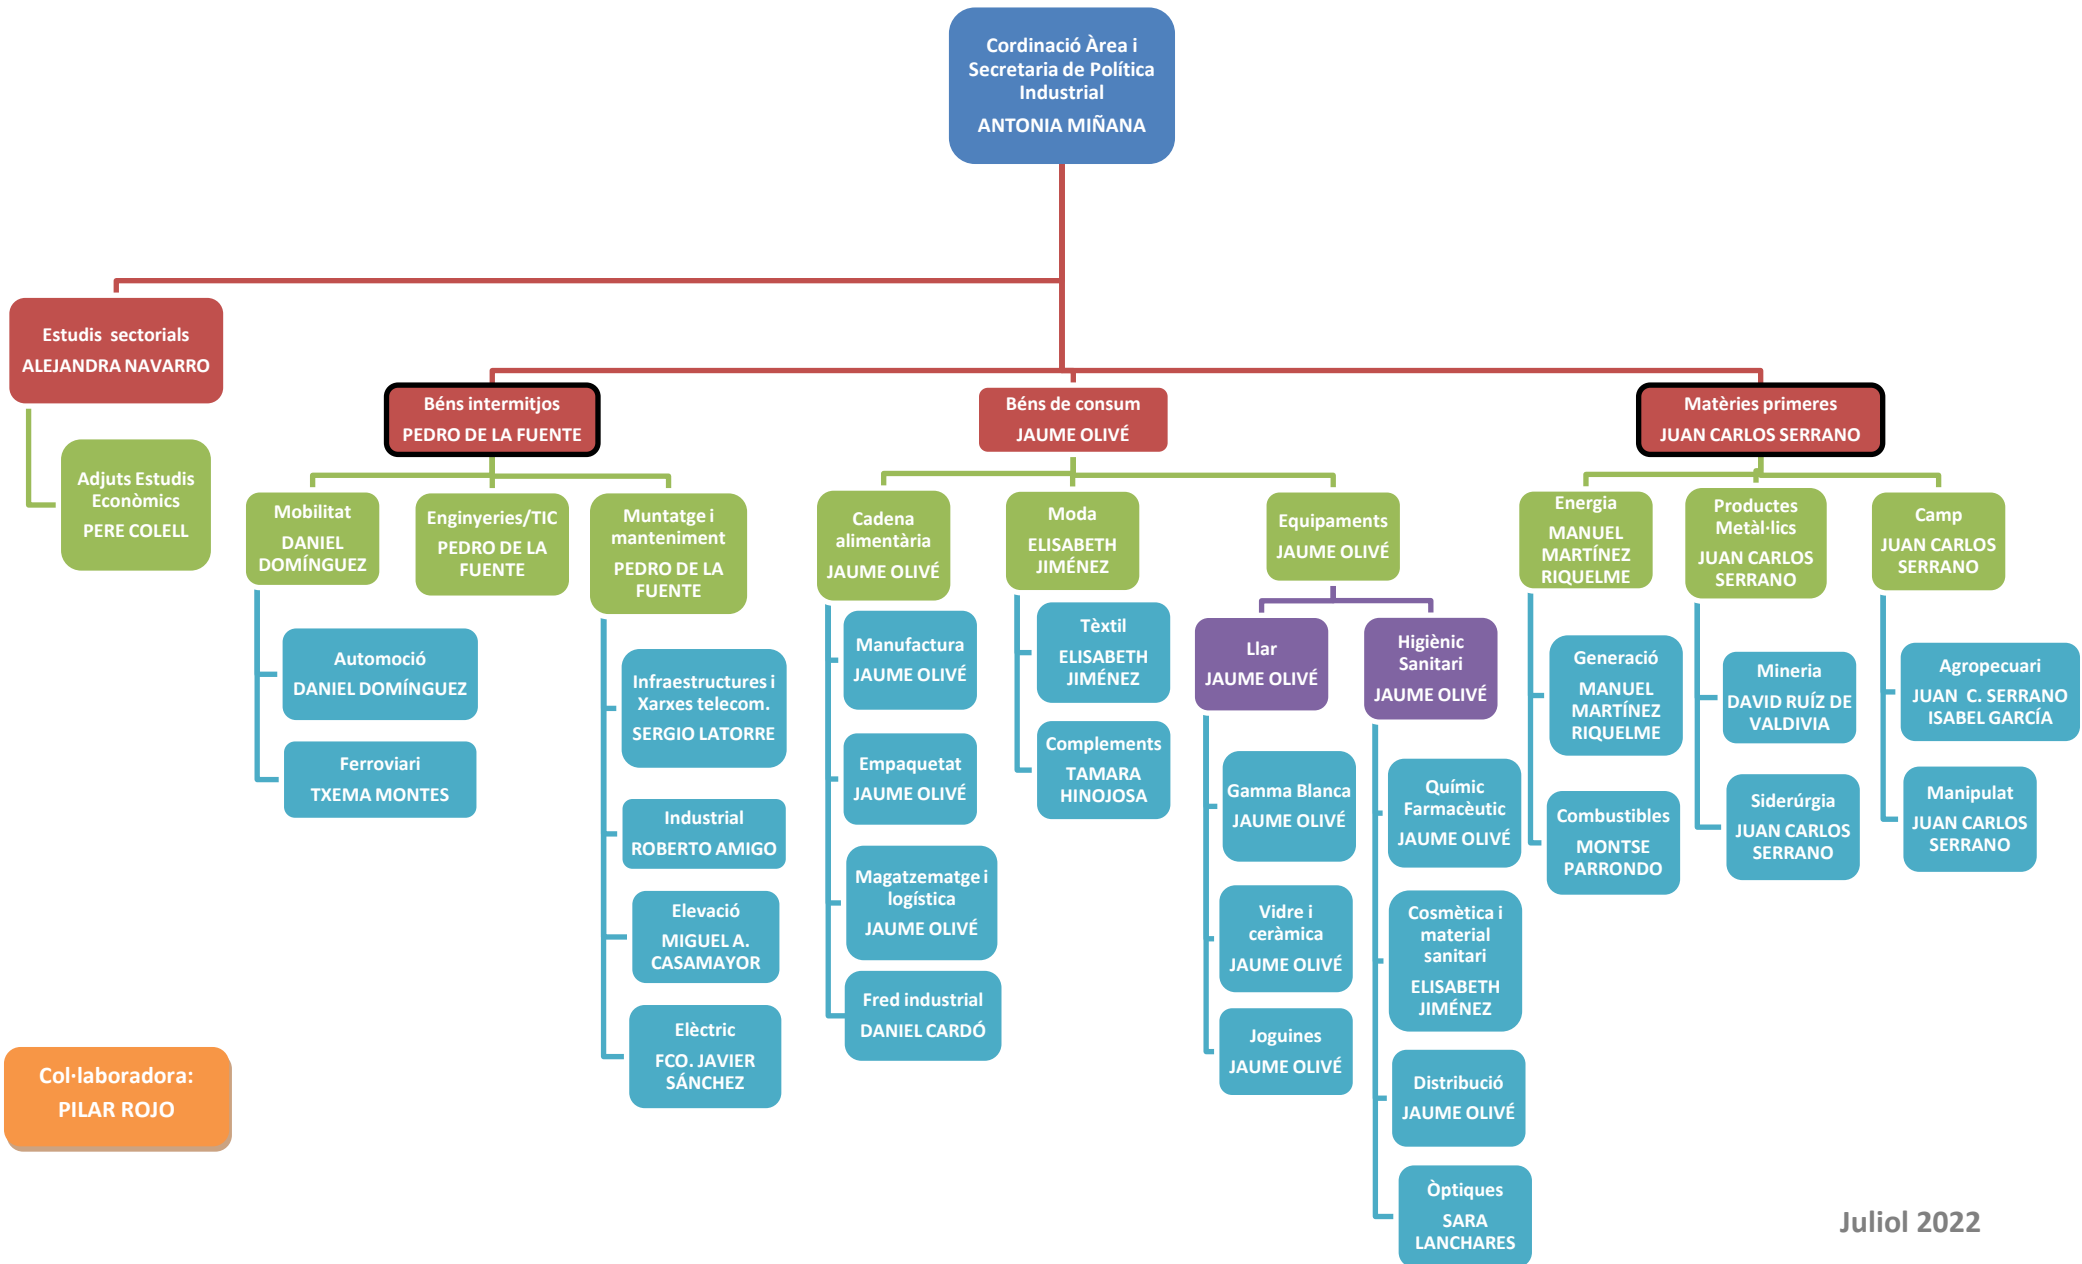 Cordinació Àrea i
Secretaria de Política
Industrial
ANTONIA MIÑANA
Estudis sectorials
ALEJANDRA NAVARRO
Adjuts Estudis
Econòmics
PERE COLELL
Béns intermitjos
PEDRO DE LA FUENTE
Mobilitat
DANIEL
DOMÍNGUEZ
Automoció
DANIEL DOMÍNGUEZ
Ferroviari
TXEMA MONTES
Enginyeries/TIC
PEDRO DE LA
FUENTE
Muntatge i
manteniment
PEDRO DE LA
FUENTE
Infraestructures i
Xarxes telecom.
SERGIO LATORRE
Industrial
ROBERTO AMIGO
Elevació
MIGUEL A.
CASAMAYOR
Elèctric
FCO. JAVIER
SÁNCHEZ
Béns de consum
JAUME OLIVÉ
Cadena
alimentària
JAUME OLIVÉ
Manufactura
JAUME OLIVÉ
Empaquetat
JAUME OLIVÉ
Magatzematge i
logística
JAUME OLIVÉ
Fred industrial
DANIEL CARDÓ
Moda
ELISABETH
JIMÉNEZ
Tèxtil
ELISABETH
JIMÉNEZ
Complements
TAMARA
HINOJOSA
Equipaments
JAUME OLIVÉ
Llar
JAUME OLIVÉ
Gamma Blanca
JAUME OLIVÉ
Vidre i
ceràmica
JAUME OLIVÉ
Joguines
JAUME OLIVÉ
Higiènic
Sanitari
JAUME OLIVÉ
Químic
Farmacèutic
JAUME OLIVÉ
Cosmètica i
material
sanitari
ELISABETH
JIMÉNEZ
Distribució
JAUME OLIVÉ
Òptiques
SARA
LANCHARES
Matèries primeres
JUAN CARLOS SERRANO
Energia
MANUEL
MARTÍNEZ
RIQUELME
Generació
MANUEL
MARTÍNEZ
RIQUELME
Combustibles
MONTSE
PARRONDO
Productes
Metàl·lics
JUAN CARLOS
SERRANO
Mineria
DAVID RUÍZ DE
VALDIVIA
Siderúrgia
JUAN CARLOS
SERRANO
Camp
JUAN CARLOS
SERRANO
Agropecuari
JUAN C. SERRANO
ISABEL GARCÍA
Manipulat
JUAN CARLOS
SERRANO
Col·laboradora:
PILAR ROJO
Juliol 2022